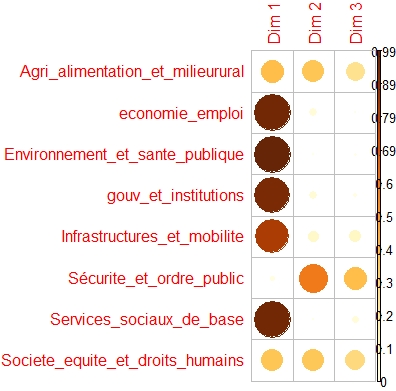 Dim 1 Dim 2 Dim 3
Agri_alimentation_et_milieurural
economie_emploi
Environnement_et_sante_publique
gouv_et_institutions
Infrastructures_et_mobilite
Sécurite_et_ordre_public
Services_sociaux_de_base
Societe_equite_et_droits_humains
0.99
0.89
0.79
0.69
0.6
0.5
0.4
0.3
0.2
0.1
0